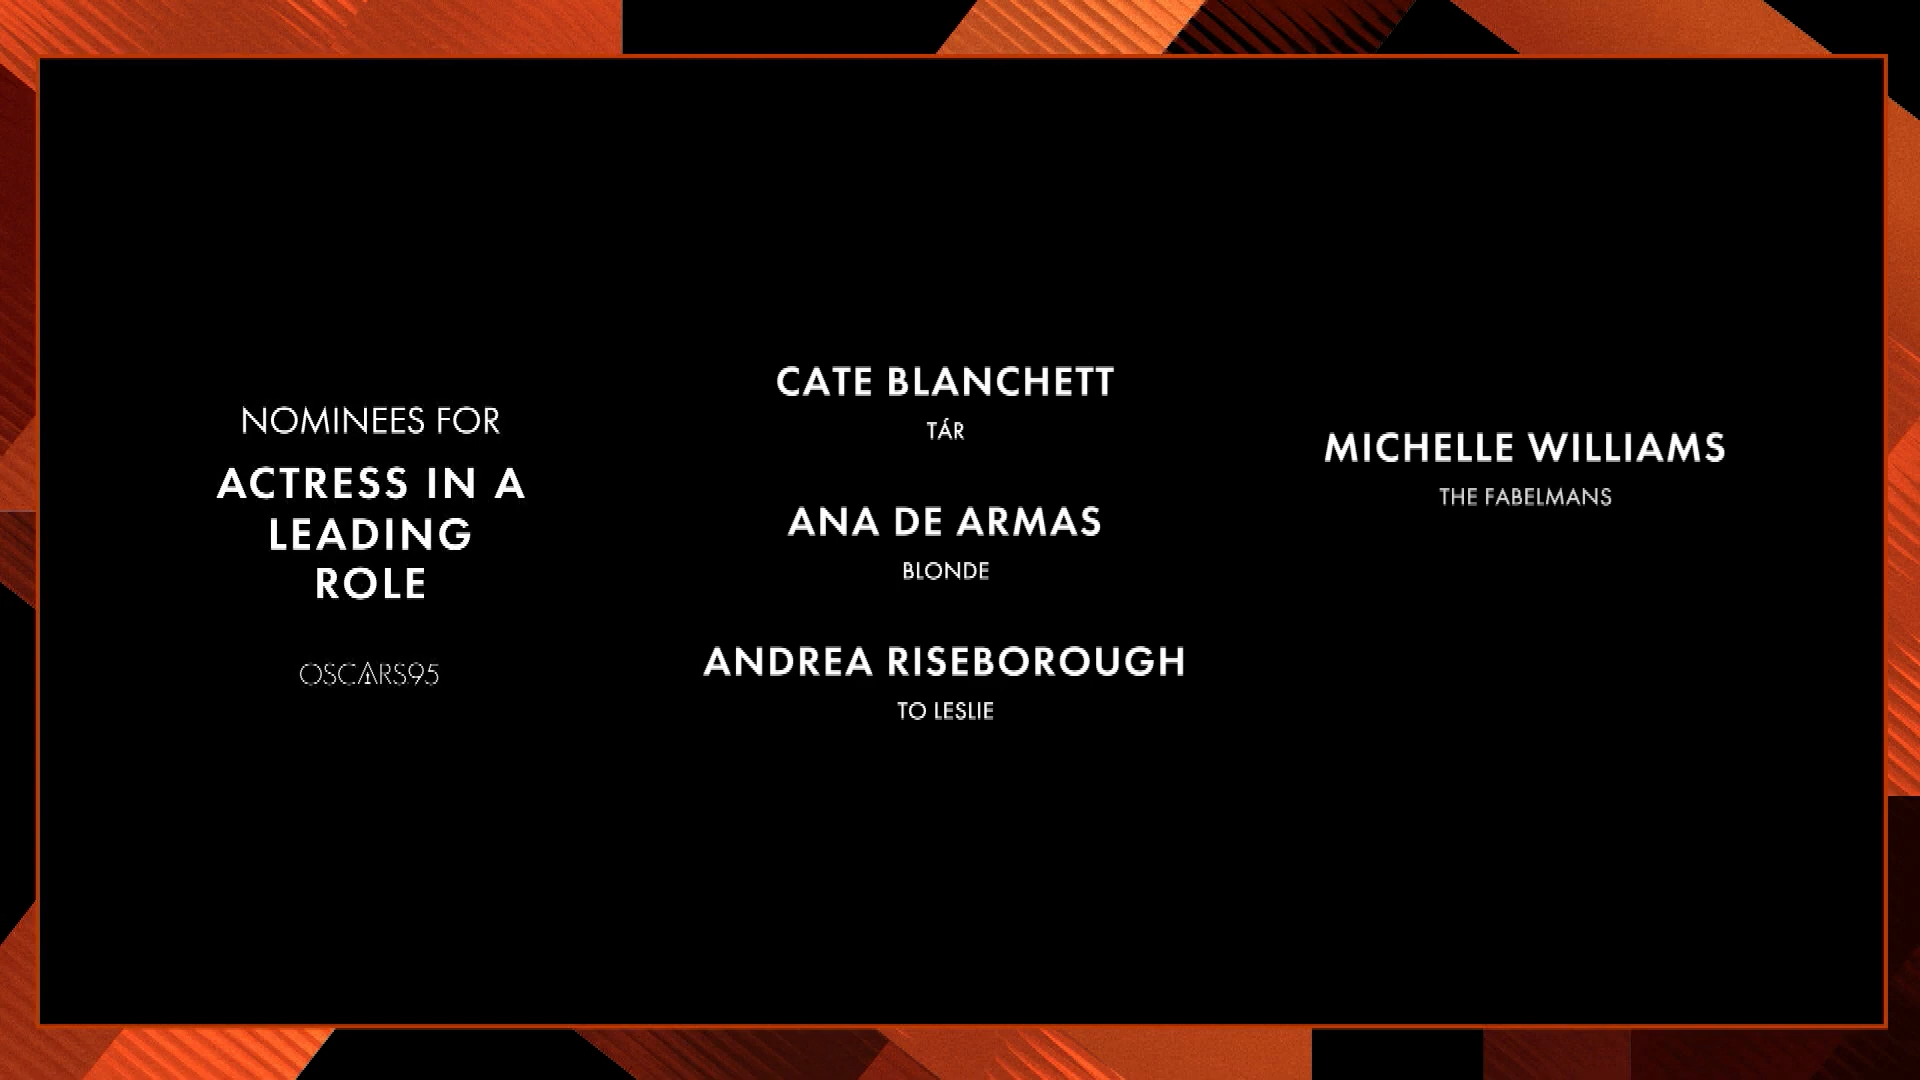 NOMINEES FOR
ACTRESS IN A
LEADING
ROLE
OSCARS95
CATE BLANCHETT
TÁR
ANA DE ARMAS
BLONDE
ANDREA RISEBOROUGH
TO LESLIE
MICHELLE WILLIAMS
THE FABELMANS